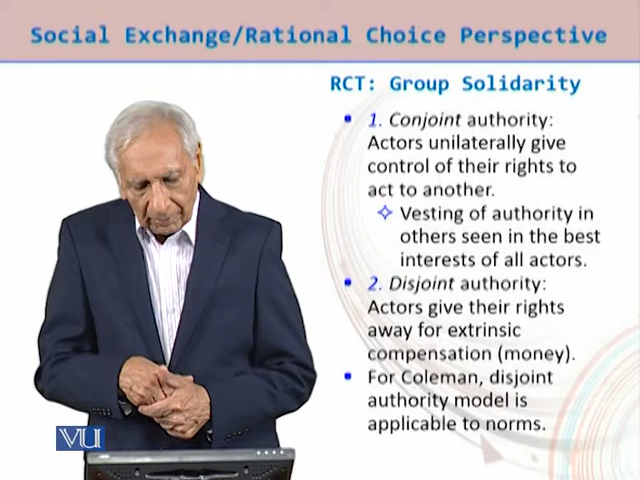 Social Exchange/Rational Choice Perspective
RCT: Group Solidarity
1. Conjoint authority:
Actors unilaterally give
control of their rights to
act to another.
Vesting of authority in
others seen in the best
interests of all actors.
2. Disjoint authority:
Actors give their rights
away for extrinsic
compensation (money).
For Coleman, disjoint
authority model is
applicable to norms.
VU